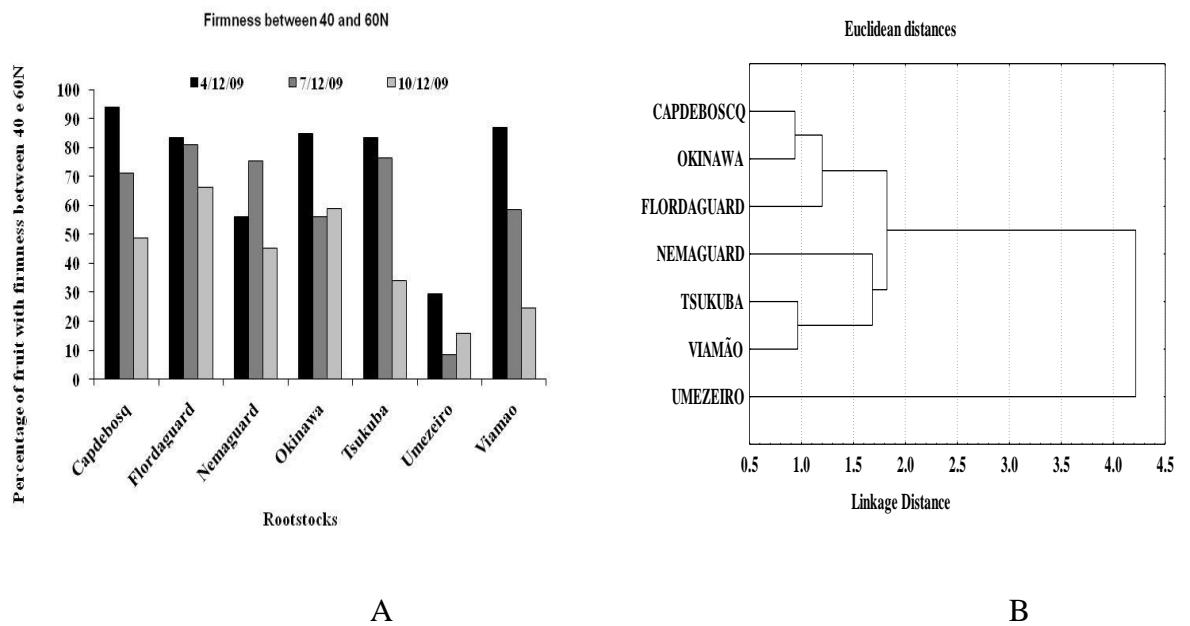 Firmness between 40 and 60N
Percentage of fruit with firmness between 40 e 60N
4/12/09 7/12/09 10/12/09
100
90
80
70
60
50
40
30
20
10
0
Capdebosq Flordaguard Nemaguard Okinawa Tsukuba Umezeiro Viamao
Rootstocks
A
Euclidean distances
CAPDEBOSCQ
OKINAWA
FLORDAGUARD
NEMAGUARD
TSUKUBA
VIAMÃO
UMEZEIRO
0.5 1.0 1.5 2.0 2.5 3.0 3.5 4.0 4.5
Linkage Distance
B